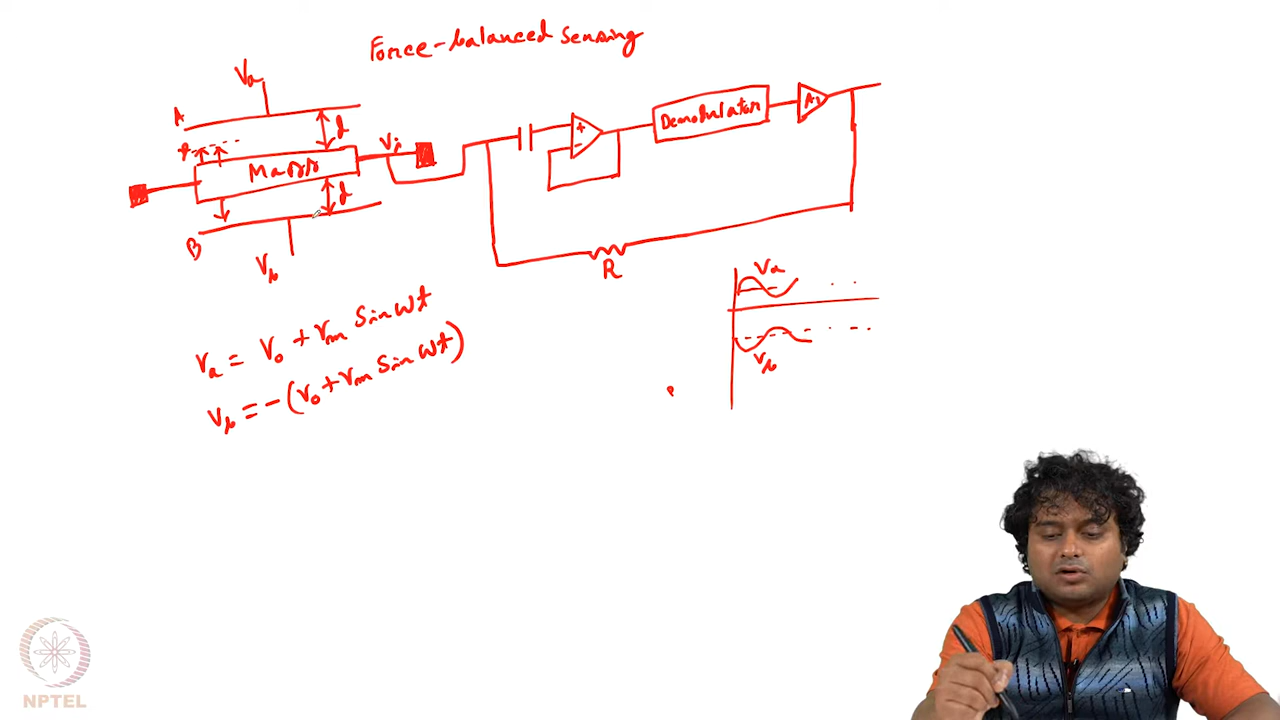 Force-balanced Sensing
Va
A
d
x
Mass
Vi
d
B
Vb
+
-
Demodulator
A1
R
Va
Vb
Va = V0 + Vm Sin ωt
Vb = -(V0 + Vm Sin ωt)
NPTEL